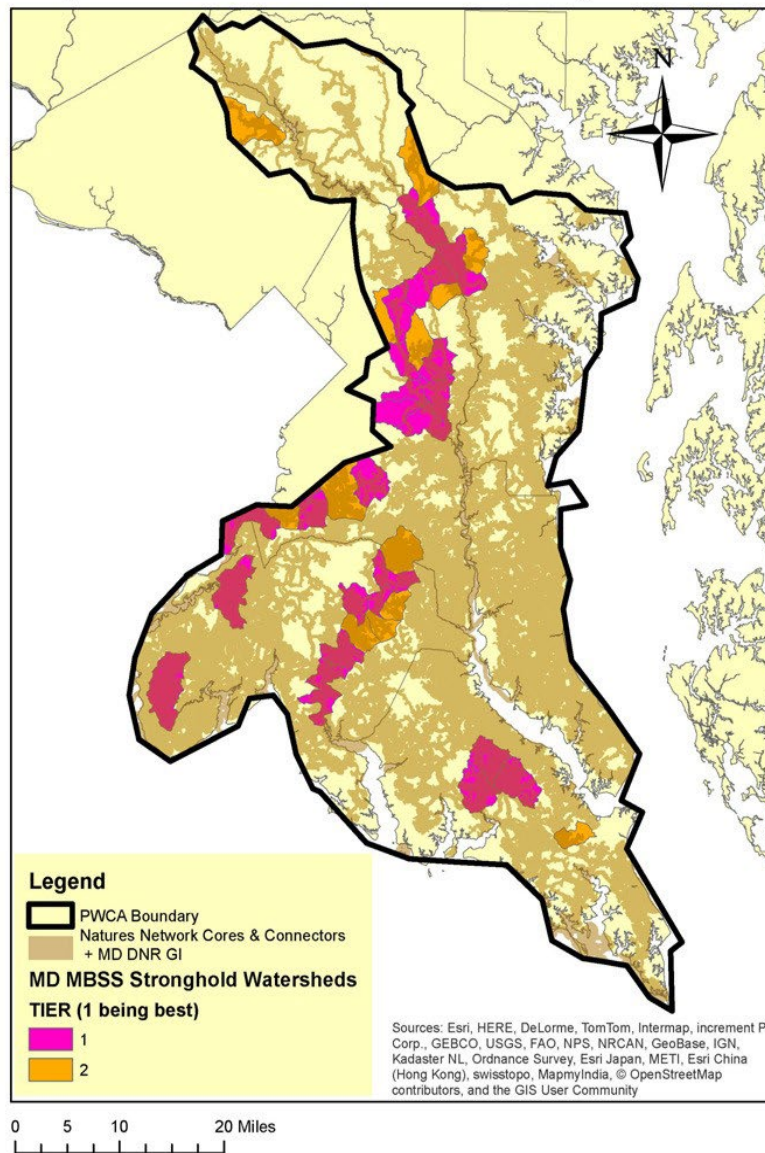 N
Legend
PWCA Boundary
Natures Network Cores & Connectors
+ MD DNR GI
MD MBSS Stronghold Watersheds
TIER (1 being best)
1
2
Sources: Esri, HERE, DeLorme, TomTom, Intermap, increment P
Corp., GEBCO, USGS, FAO, NPS, NRCAN, GeoBase, IGN,
Kadaster NL, Ordnance Survey, Esri Japan, METI, Esri China
(Hong Kong), swisstopo, MapmyIndia, © OpenStreetMap
contributors, and the GIS User Community
0 5 10 20 Miles